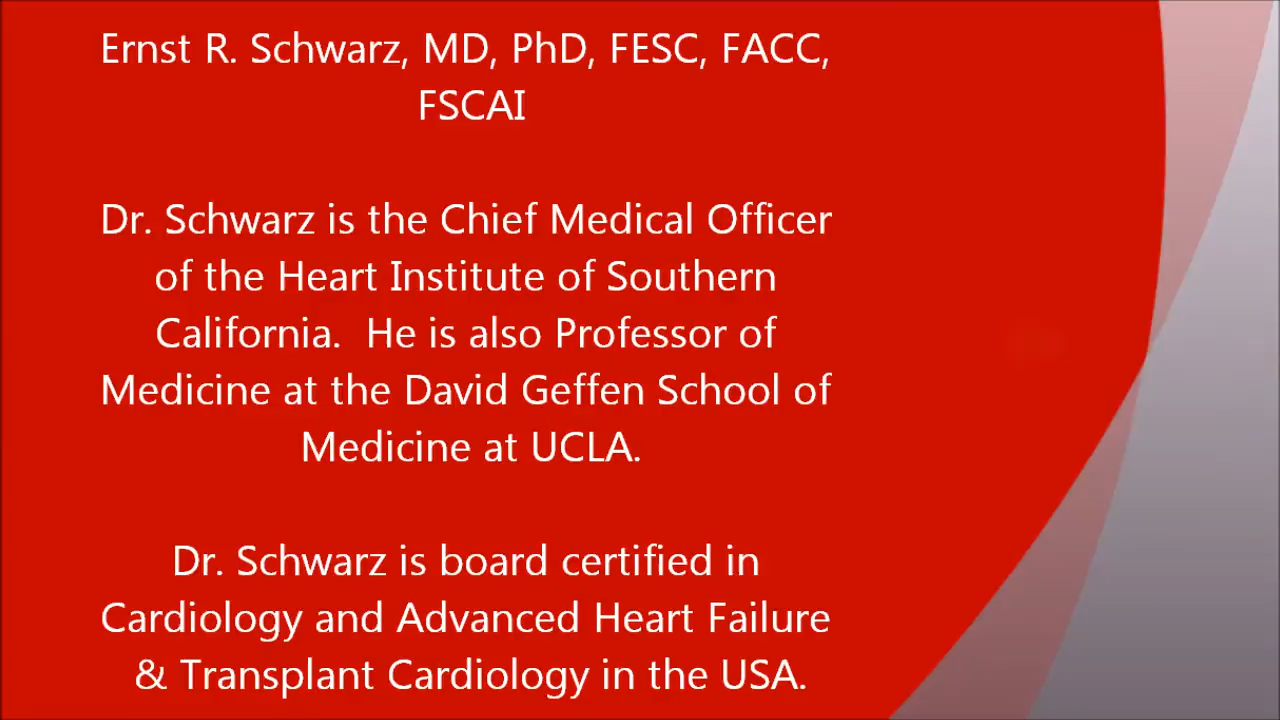 Ernst R. Schwarz, MD, PhD, FESC, FACC,
FSCAI
Dr. Schwarz is the Chief Medical Officer
of the Heart Institute of Southern
California.  He is also Professor of
Medicine at the David Geffen School of
Medicine at UCLA.
Dr. Schwarz is board certified in
Cardiology and Advanced Heart Failure
& Transplant Cardiology in the USA.